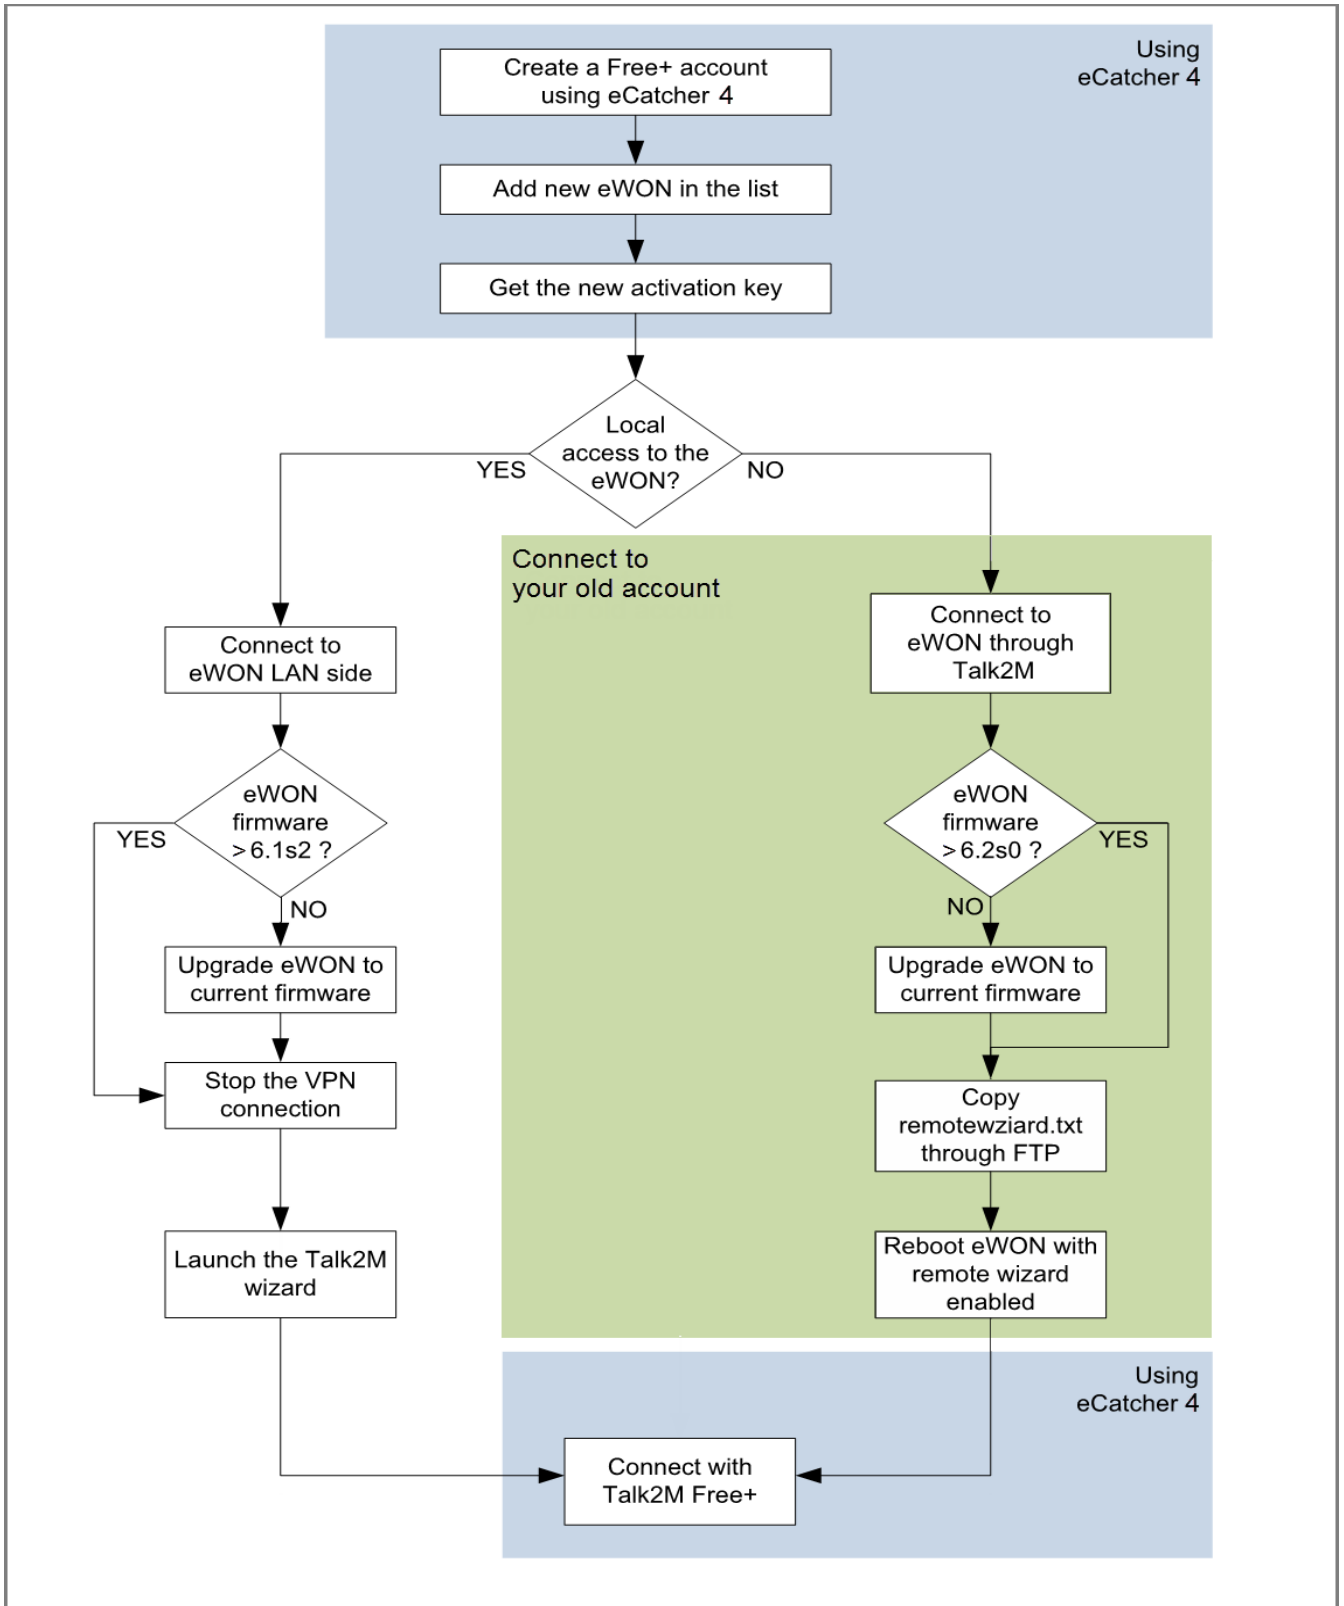 Using
eCatcher 4
Create a Free+ account
using eCatcher 4
Add new eWON in the list
Get the new activation key
Local
access to the
eWON?
YES
NO
Connect to
your old account
Connect to
eWON LAN side
Connect to
eWON through
Talk2M
eWON
firmware
>6.1s2 ?
YES
NO
eWON
firmware
>6.2s0 ?
YES
NO
Upgrade eWON to
current firmware
Upgrade eWON to
current firmware
Stop the VPN
connection
Copy
remotewziard.txt
through FTP
Launch the Talk2M
wizard
Reboot eWON with
remote wizard
enabled
Using
eCatcher 4
Connect with
Talk2M Free+